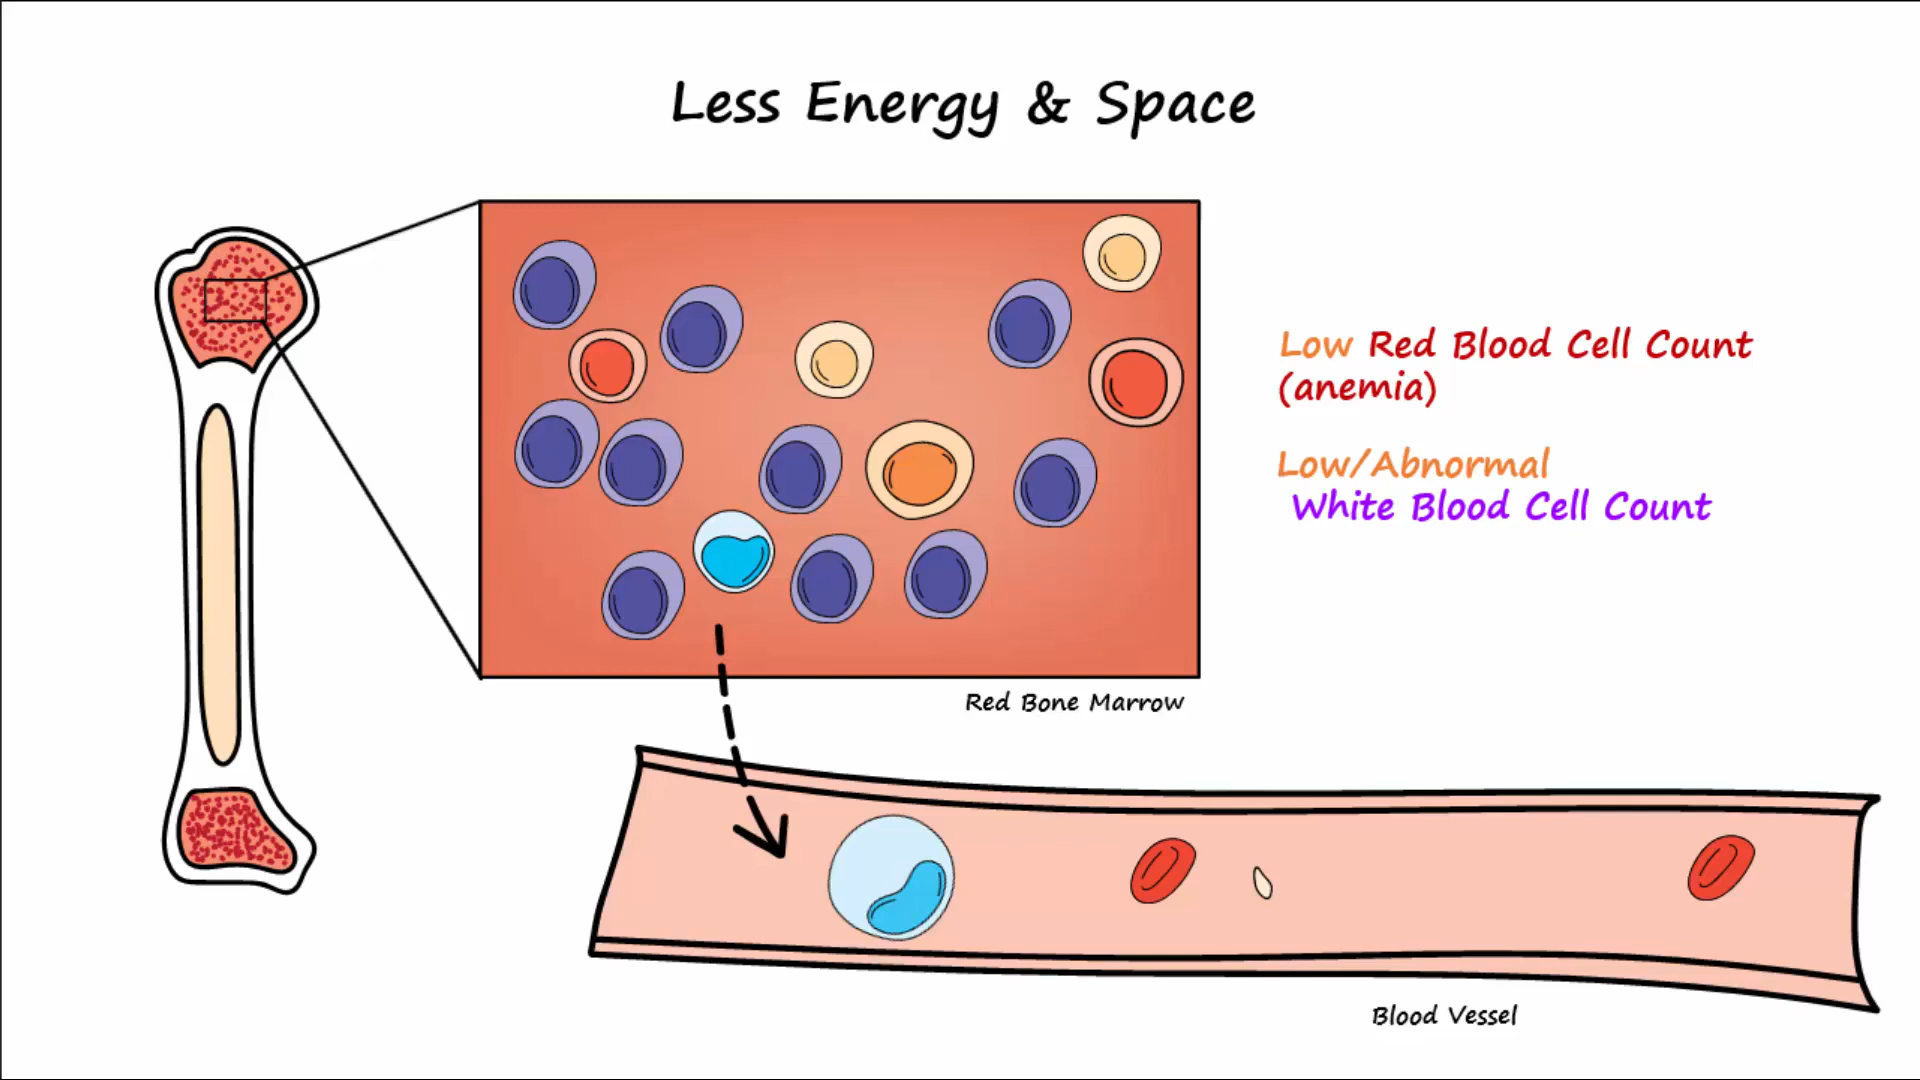 Less Energy & Space
Low Red Blood Cell Count
(anemia)
Low/Abnormal
White Blood Cell Count
Red Bone Marrow
Blood Vessel